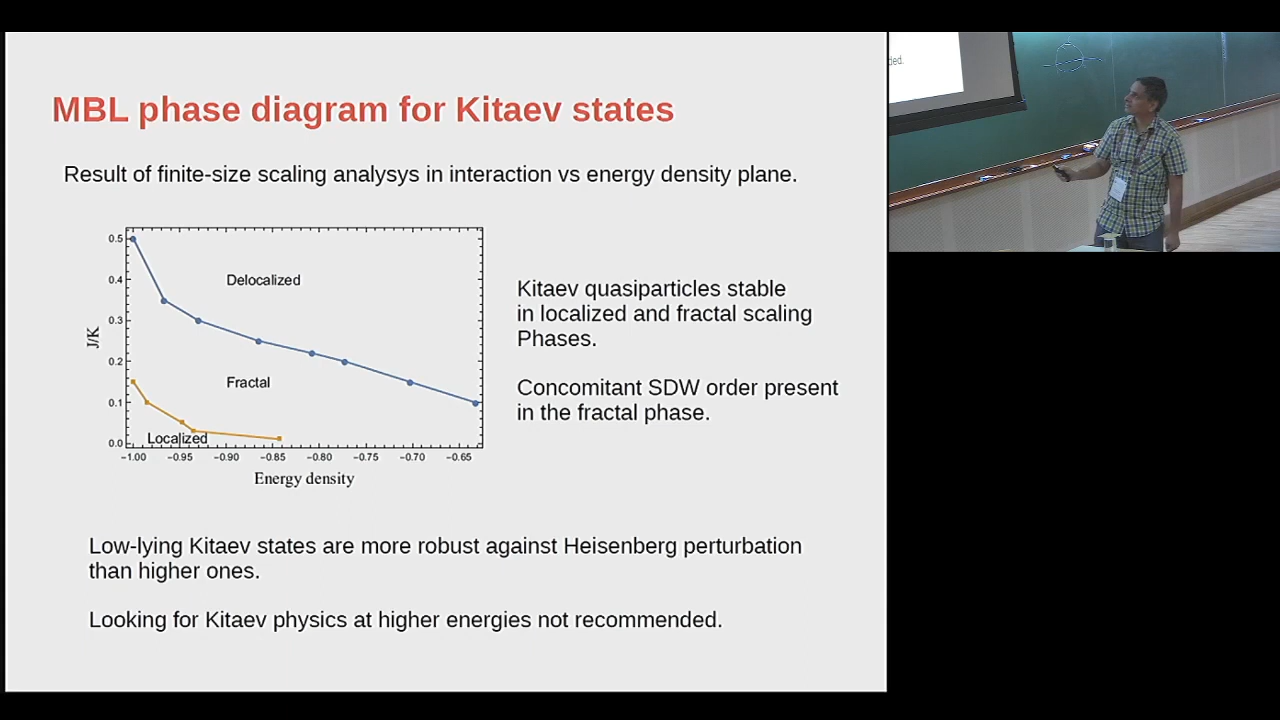 MBL phase diagram for Kitaev states
Result of finite-size scaling analysys in interaction vs energy density plane.
0.5
0.4
0.3
0.2
0.1
0.0
J/K
Delocalized
Fractal
Localized
−1.00 −0.95 −0.90 −0.85 −0.80 −0.75 −0.70 −0.65
Energy density
Kitaev quasiparticles stable
in localized and fractal scaling
Phases.
Concomitant SDW order present
in the fractal phase.
Low-lying Kitaev states are more robust against Heisenberg perturbation
than higher ones.
Looking for Kitaev physics at higher energies not recommended.
ded.